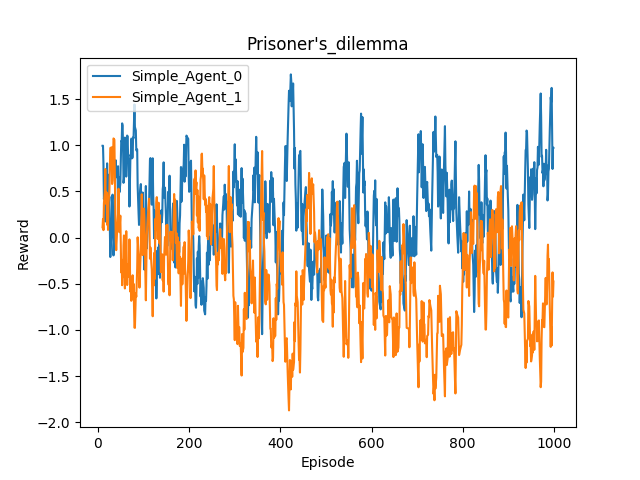 Prisoner's_dilemma
Simple_Agent_0
Simple_Agent_1
Reward
1.5
1.0
0.5
0.0
−0.5
−1.0
−1.5
−2.0
0 200 400 600 800 1000
Episode